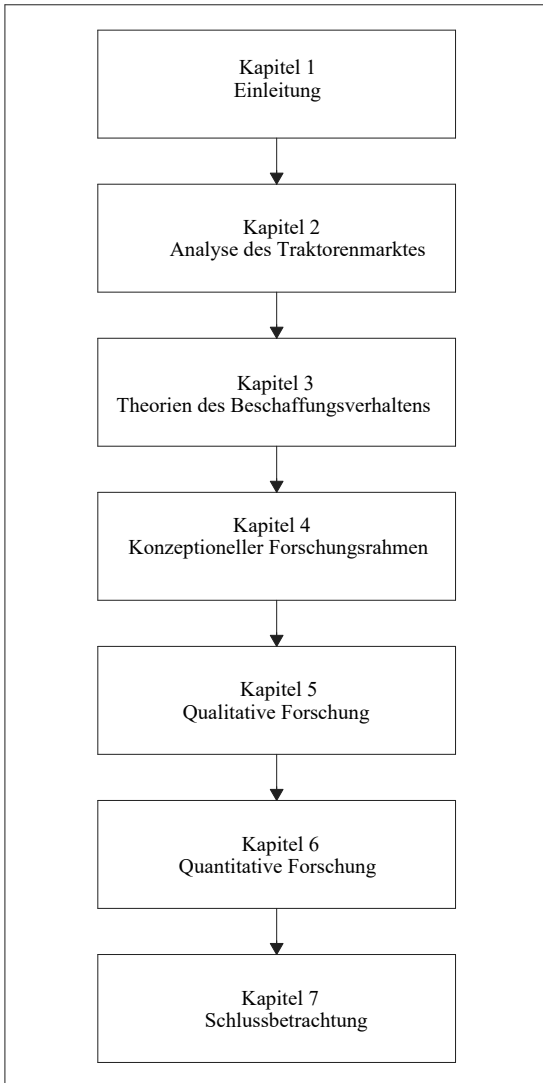 Kapitel 1
Einleitung
Kapitel 2
Analyse des Traktorenmarktes
Kapitel 3
Theorien des Beschaffungsverhaltens
Kapitel 4
Konzeptioneller Forschungsrahmen
Kapitel 5
Qualitative Forschung
Kapitel 6
Quantitative Forschung
Kapitel 7
Schlussbetrachtung